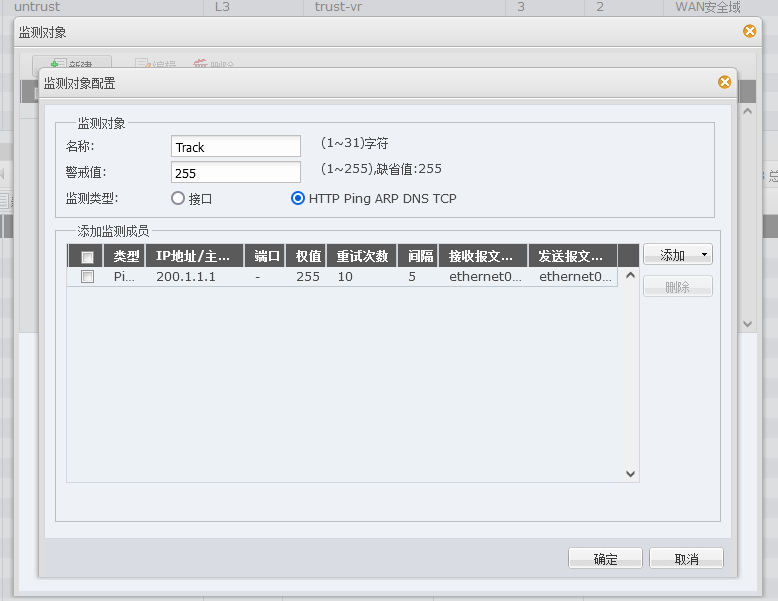 untrust L3 trust-vr 3 2 WAN安全域
监测对象
新建 编辑 删除
监测对象配置
监测对象
名称: Track (1~31)字符
警戒值: 255 (1~255),缺省值:255
监测类型: 接口 HTTP Ping ARP DNS TCP
添加监测成员
类型 IP地址/主... 端口 权值 重试次数 间隔 接收报文... 发送报文... 添加
Pi... 200.1.1.1 - 255 10 5 ethernet0... ethernet0...
删除
确定 取消